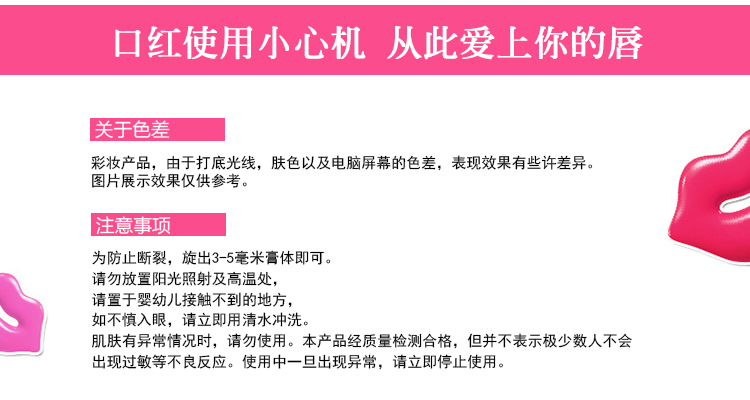 口红使用小心机 从此爱上你的唇
关于色差
彩妆产品，由于打底光线，肤色以及电脑屏幕的色差，表现效果有些许差异。
图片展示效果仅供参考。
注意事项
为防止断裂，旋出3-5毫米膏体即可。
请勿放置阳光照射及高温处，
请置于婴幼儿接触不到的地方，
如不慎入眼，请立即用清水冲洗。
肌肤有异常情况时，请勿使用。本产品经质量检测合格，但并不表示极少数人不会
出现过敏等不良反应。使用中一旦出现异常，请立即停止使用。